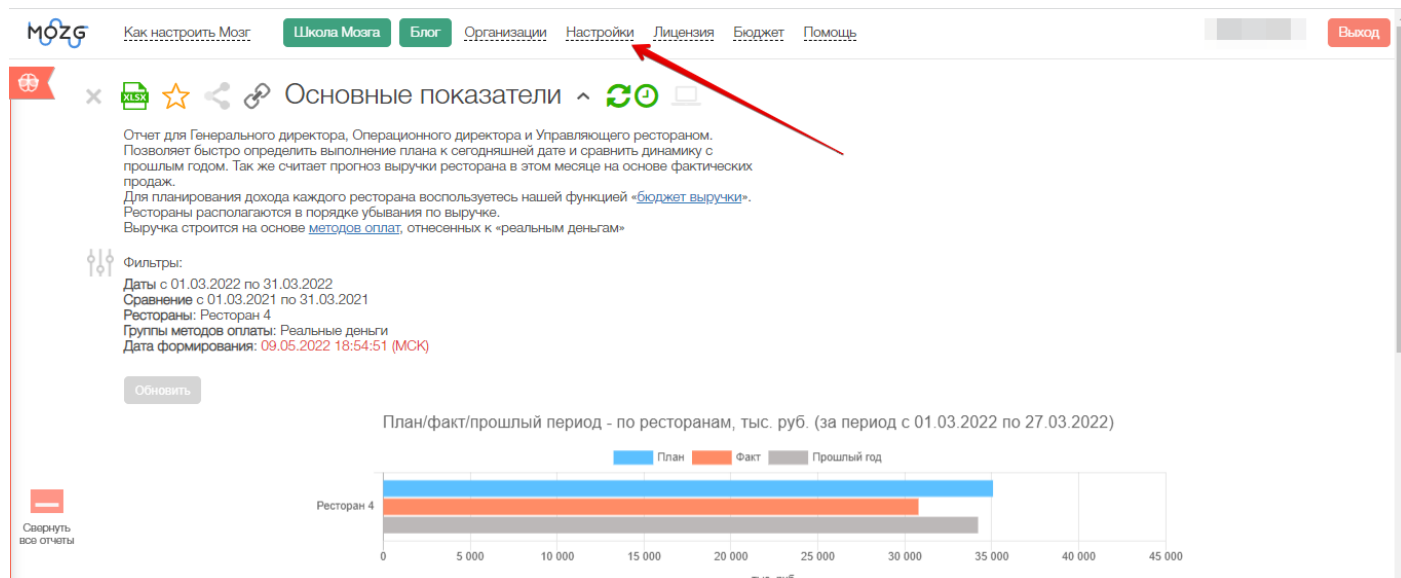 MOZG Как настроить Мозг Школа Мозга Блог Организации Настройки Лицензия Бюджет Помощь Выход
XLSX Основные показатели
Отчет для Генерального директора, Операционного директора и Управляющего рестораном.
Позволяет быстро определить выполнение плана к сегодняшней дате и сравнить динамику с
прошлым годом. Так же считает прогноз выручки ресторана в этом месяце на основе фактических
продаж.
Для планирования дохода каждого ресторана воспользуетесь нашей функцией «бюджет выручки».
Рестораны располагаются в порядке убывания по выручке.
Выручка строится на основе методов оплат, отнесенных к «реальным деньгам»
Фильтры:
Даты с 01.03.2022 по 31.03.2022
Сравнение с 01.03.2021 по 31.03.2021
Рестораны: Ресторан 4
Группы методов оплаты: Реальные деньги
Дата формирования: 09.05.2022 18:54:51 (МСК)
Обновить
План/факт/прошлый период - по ресторанам, тыс. руб. (за период с 01.03.2022 по 27.03.2022)
План Факт Прошлый год
Ресторан 4
0 5 000 10 000 15 000 20 000 25 000 30 000 35 000 40 000 45 000
Свернуть
все отчеты